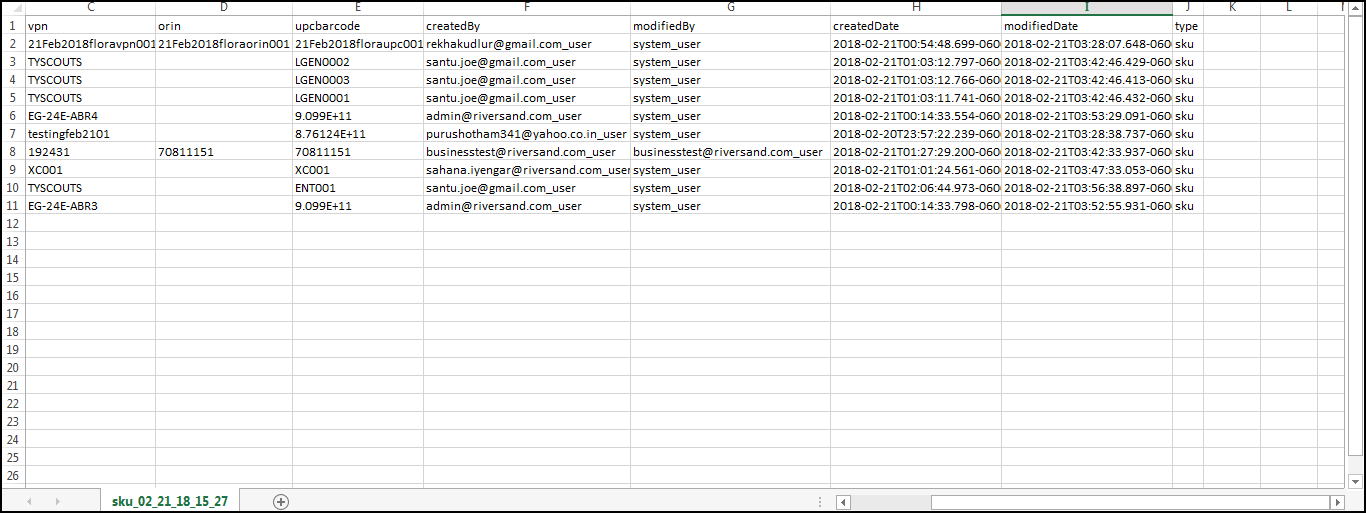 C D E F G H I J K L
1 vpn orin upcbarcode createdBy modifiedBy createdDate modifiedDate type
2 21Feb2018floravpn001 21Feb2018floraorin001 21Feb2018floraupc001 rekhakudlur@gmail.com_user system_user 2018-02-21T00:54:48.699-060 2018-02-21T03:28:07.648-060 sku
3 TYSCOUTS LGEN0002 santu.joe@gmail.com_user system_user 2018-02-21T01:03:12.797-060 2018-02-21T03:42:46.429-060 sku
4 TYSCOUTS LGEN0003 santu.joe@gmail.com_user system_user 2018-02-21T01:03:12.766-060 2018-02-21T03:42:46.413-060 sku
5 TYSCOUTS LGEN0001 santu.joe@gmail.com_user system_user 2018-02-21T01:03:11.741-060 2018-02-21T03:42:46.432-060 sku
6 EG-24E-ABR4 9.099E+11 admin@riversand.com_user system_user 2018-02-21T00:14:33.554-060 2018-02-21T03:53:29.091-060 sku
7 testingfeb2101 8.76124E+11 purushotham341@yahoo.co.in_user system_user 2018-02-20T23:57:22.239-060 2018-02-21T03:28:38.737-060 sku
8 192431 70811151 70811151 businesstest@riversand.com_user businesstest@riversand.com_user 2018-02-21T01:27:29.200-060 2018-02-21T03:42:33.937-060 sku
9 XC001 XC001 sahana.iyengar@riversand.com_user system_user 2018-02-21T01:01:24.561-060 2018-02-21T03:47:33.053-060 sku
10 TYSCOUTS ENT001 santu.joe@gmail.com_user system_user 2018-02-21T02:06:44.973-060 2018-02-21T03:56:38.897-060 sku
11 EG-24E-ABR3 9.099E+11 admin@riversand.com_user system_user 2018-02-21T00:14:33.798-060 2018-02-21T03:52:55.931-060 sku
12
13
14
15
16
17
18
19
20
21
22
23
24
25
26
sku_02_21_18_15_27